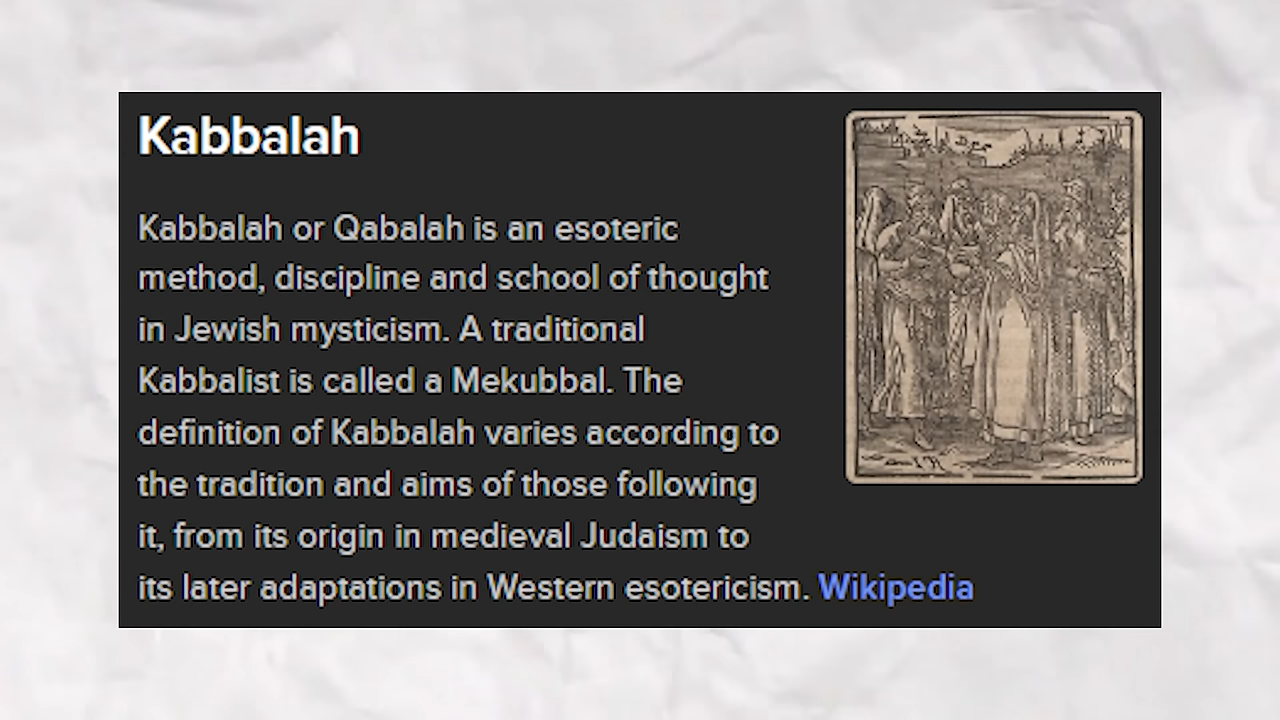 Kabbalah
Kabbalah or Qabalah is an esoteric
method, discipline and school of thought
in Jewish mysticism. A traditional
Kabbalist is called a Mekubbal. The
definition of Kabbalah varies according to
the tradition and aims of those following
it, from its origin in medieval Judaism to
its later adaptations in Western esotericism. Wikipedia